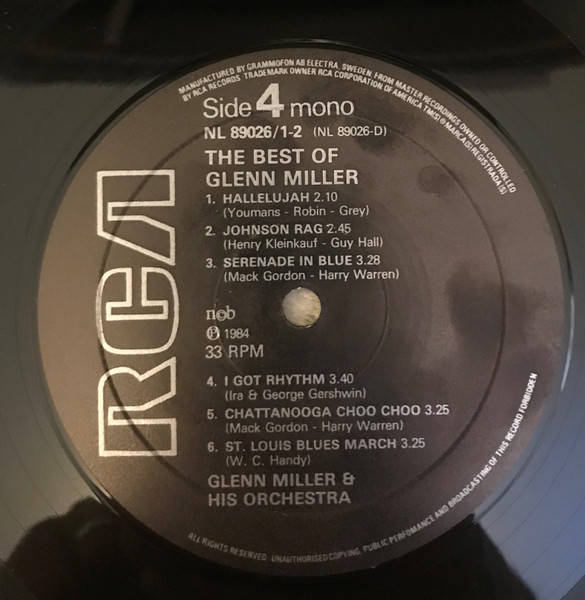 MANUFACTURED BY GRAMMOFON AB ELECTRA, SWEDEN, FROM MASTER RECORDINGS OWNED OR CONTROLLED
BY RCA RECORDS TRADEMARK OWNER RCA CORPORATION OF AMERICA TM(S) ® MARCA(S) REGISTRADA(S)
Side 4 mono
NL 89026/1-2 (NL 89026-D)
THE BEST OF
GLENN MILLER
1. HALLELUJAH 2.10
(Youmans - Robin - Grey)
2. JOHNSON RAG 2.45
(Henry Kleinkauf - Guy Hall)
3. SERENADE IN BLUE 3.28
(Mack Gordon - Harry Warren)
RCA
n©b
℗ 1984
33 RPM
4. I GOT RHYTHM 3.40
(Ira & George Gershwin)
5. CHATTANOOGA CHOO CHOO 3.25
(Mack Gordon - Harry Warren)
6. ST. LOUIS BLUES MARCH 3.25
(W. C. Handy)
GLENN MILLER &
HIS ORCHESTRA
ALL RIGHTS RESERVED. UNAUTHORISED COPYING, PUBLIC PERFOMANCE AND BROADCASTING OF THIS RECORD FORBIDDEN